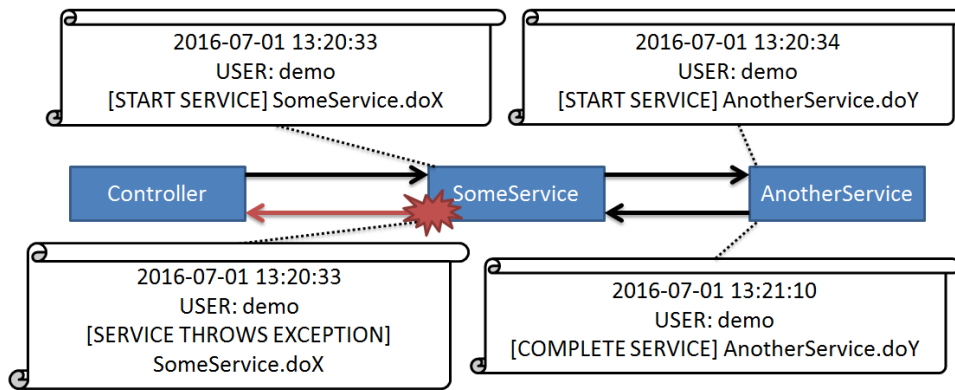 2016-07-01 13:20:33
USER: demo
[START SERVICE] SomeService.doX
2016-07-01 13:20:34
USER: demo
[START SERVICE] AnotherService.doY
Controller
SomeService
AnotherService
2016-07-01 13:20:33
USER: demo
[SERVICE THROWS EXCEPTION]
SomeService.doX
2016-07-01 13:21:10
USER: demo
[COMPLETE SERVICE] AnotherService.doY